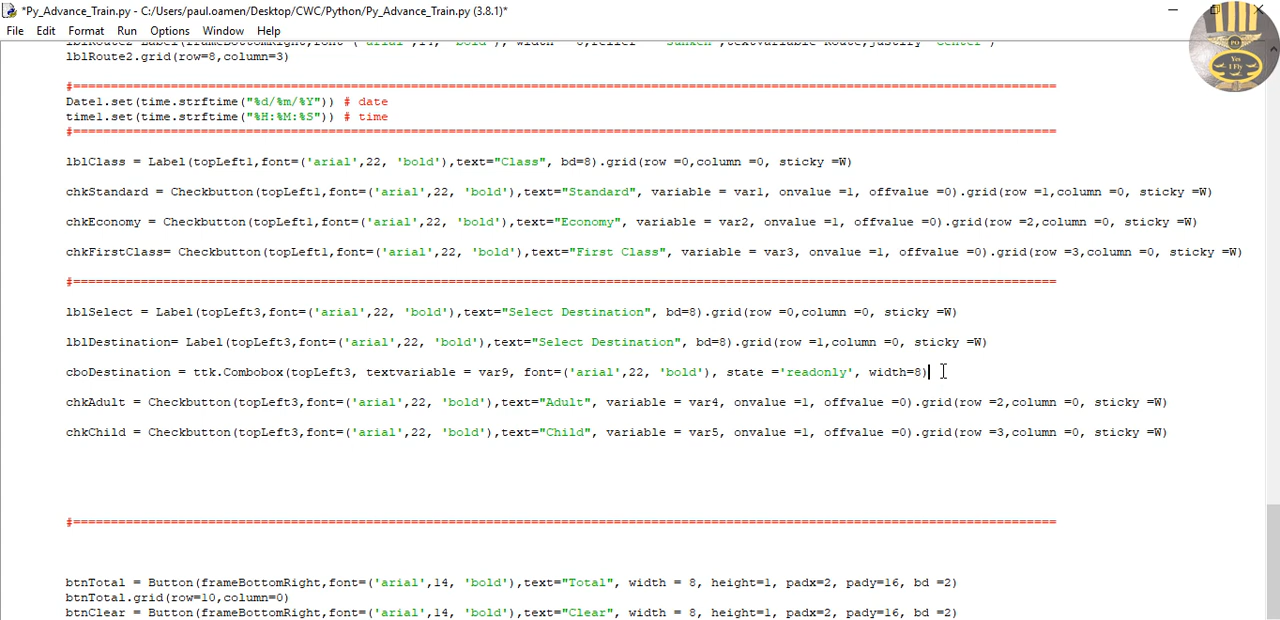 *Py_Advance_Train.py - C:/Users/paul.oamen/Desktop/CWC/Python/Py_Advance_Train.py (3.8.1)*
File Edit Format Run Options Window Help
lblRoute2.grid(row=8,column=3)
#===================================================================================================================================
Date1.set(time.strftime("%d/%m/%Y")) # date
time1.set(time.strftime("%H:%M:%S")) # time
#===================================================================================================================================
lblClass = Label(topLeft1,font=('arial',22, 'bold'),text="Class", bd=8).grid(row =0,column =0, sticky =W)
chkStandard = Checkbutton(topLeft1,font=('arial',22, 'bold'),text="Standard", variable = var1, onvalue =1, offvalue =0).grid(row =1,column =0, sticky =W)
chkEconomy = Checkbutton(topLeft1,font=('arial',22, 'bold'),text="Economy", variable = var2, onvalue =1, offvalue =0).grid(row =2,column =0, sticky =W)
chkFirstClass= Checkbutton(topLeft1,font=('arial',22, 'bold'),text="First Class", variable = var3, onvalue =1, offvalue =0).grid(row =3,column =0, sticky =W)
#===================================================================================================================================
lblSelect = Label(topLeft3,font=('arial',22, 'bold'),text="Select Destination", bd=8).grid(row =0,column =0, sticky =W)
lblDestination= Label(topLeft3,font=('arial',22, 'bold'),text="Select Destination", bd=8).grid(row =1,column =0, sticky =W)
cboDestination = ttk.Combobox(topLeft3, textvariable = var9, font=('arial',22, 'bold'), state ='readonly', width=8)
chkAdult = Checkbutton(topLeft3,font=('arial',22, 'bold'),text="Adult", variable = var4, onvalue =1, offvalue =0).grid(row =2,column =0, sticky =W)
chkChild = Checkbutton(topLeft3,font=('arial',22, 'bold'),text="Child", variable = var5, onvalue =1, offvalue =0).grid(row =3,column =0, sticky =W)
#===================================================================================================================================
btnTotal = Button(frameBottomRight,font=('arial',14, 'bold'),text="Total", width = 8, height=1, padx=2, pady=16, bd =2)
btnTotal.grid(row=10,column=0)
btnClear = Button(frameBottomRight,font=('arial',14, 'bold'),text="Clear", width = 8, height=1, padx=2, pady=16, bd =2)
PO
Yes
I Fly